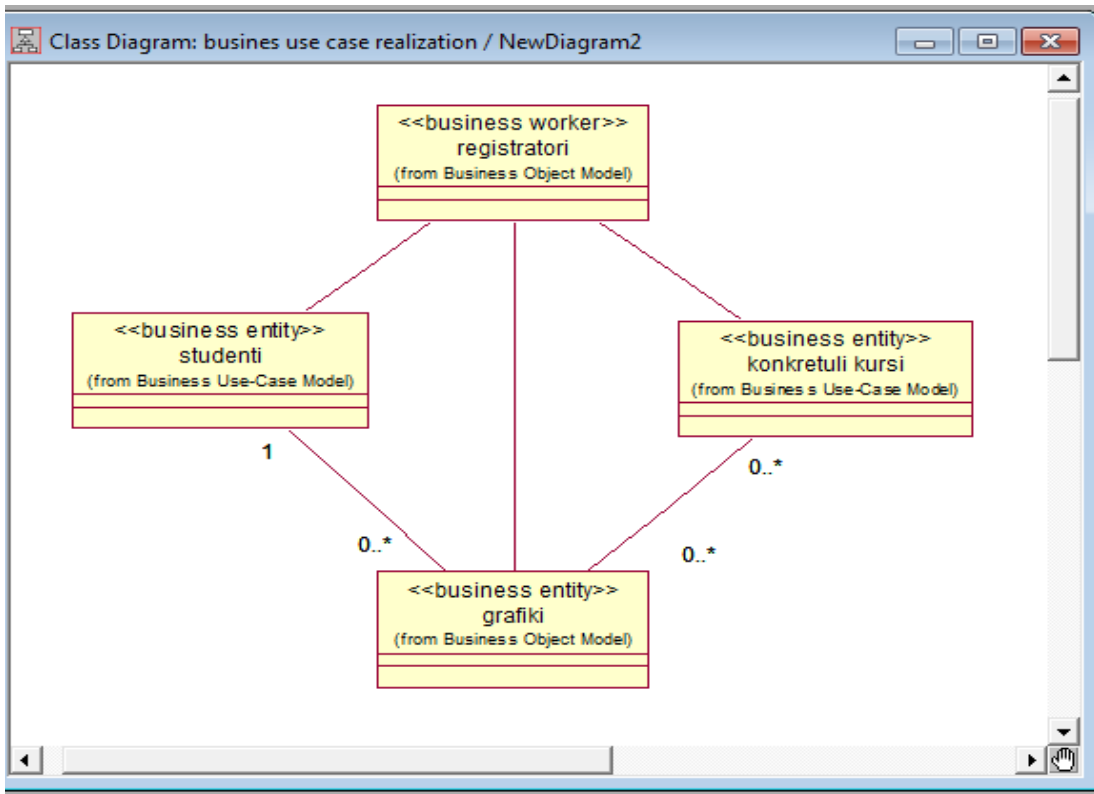 Class Diagram: busines use case realization / NewDiagram2
<<business worker>>
registratori
(from Business Object Model)
<<business entity>>
studenti
(from Business Use-Case Model)
<<business entity>>
konkretuli kursi
(from Business Use-Case Model)
1
0..*
0..*
0..*
<<business entity>>
grafiki
(from Business Object Model)